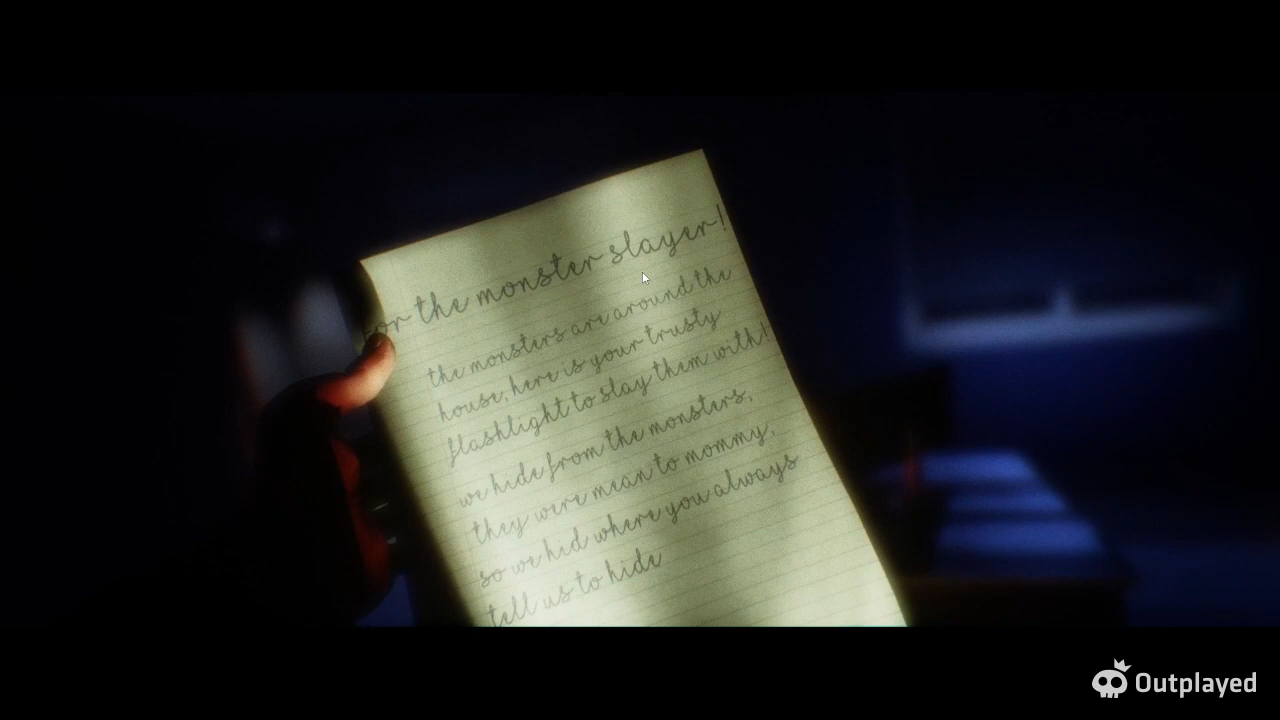 For the monster slayer!
the monsters are around the
house, here is your trusty
flashlight to slay them with!
we hide from the monsters,
they were mean to mommy,
so we hid where you always
tell us to hide
Outplayed